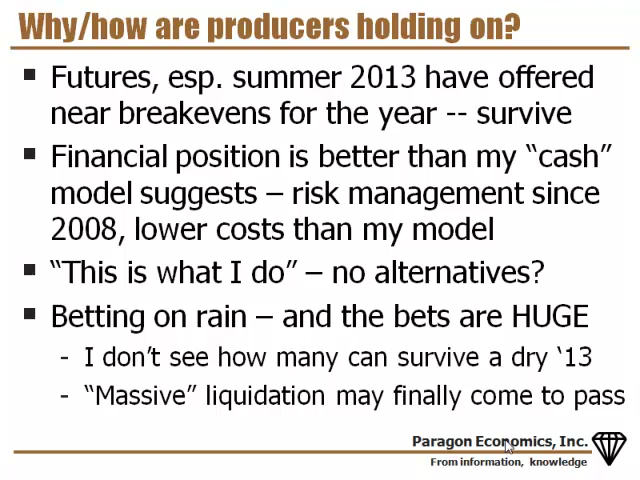 Why/how are producers holding on?
▪ Futures, esp. summer 2013 have offered
near breakevens for the year -- survive
▪ Financial position is better than my “cash”
model suggests – risk management since
2008, lower costs than my model
▪ “This is what I do” – no alternatives?
▪ Betting on rain – and the bets are HUGE
- I don’t see how many can survive a dry ‘13
- “Massive” liquidation may finally come to pass
Paragon Economics, Inc.
From information, knowledge